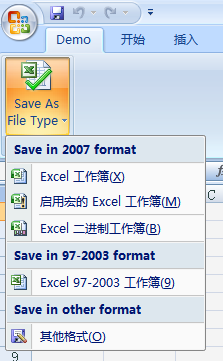 Demo 开始 插入
Save As
File Type
Save in 2007 format
Excel 工作簿(X)
启用宏的 Excel 工作簿(M)
Excel 二进制工作簿(B)
Save in 97-2003 format
Excel 97-2003 工作簿(9)
Save in other format
其他格式(O)
C
9